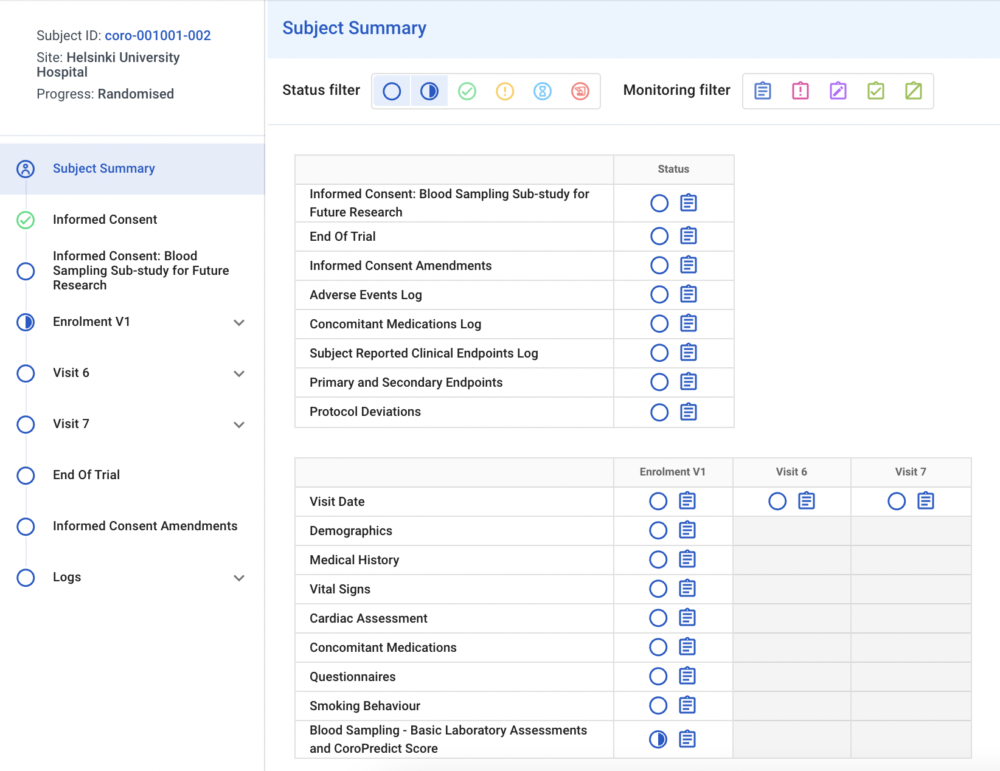 Subject ID: coro-001001-002
Site: Helsinki University
Hospital
Progress: Randomised
Subject Summary
Informed Consent
Informed Consent: Blood
Sampling Sub-study for Future
Research
Enrolment V1
Visit 6
Visit 7
End Of Trial
Informed Consent Amendments
Logs
Subject Summary
Status filter
Monitoring filter
Status
Informed Consent: Blood Sampling Sub-study for
Future Research
End Of Trial
Informed Consent Amendments
Adverse Events Log
Concomitant Medications Log
Subject Reported Clinical Endpoints Log
Primary and Secondary Endpoints
Protocol Deviations
Enrolment V1 Visit 6 Visit 7
Visit Date
Demographics
Medical History
Vital Signs
Cardiac Assessment
Concomitant Medications
Questionnaires
Smoking Behaviour
Blood Sampling - Basic Laboratory Assessments
and CoroPredict Score